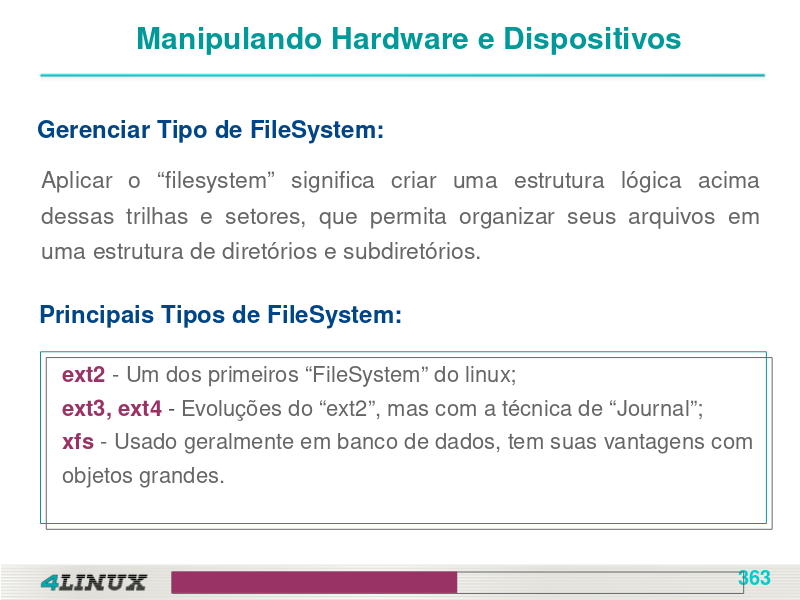 Manipulando Hardware e Dispositivos
Gerenciar Tipo de FileSystem:
Aplicar o “filesystem” significa criar uma estrutura lógica acima
dessas trilhas e setores, que permita organizar seus arquivos em
uma estrutura de diretórios e subdiretórios.
Principais Tipos de FileSystem:
ext2 - Um dos primeiros “FileSystem” do linux;
ext3, ext4 - Evoluções do “ext2”, mas com a técnica de “Journal”;
xfs - Usado geralmente em banco de dados, tem suas vantagens com
objetos grandes.
4LINUX
363